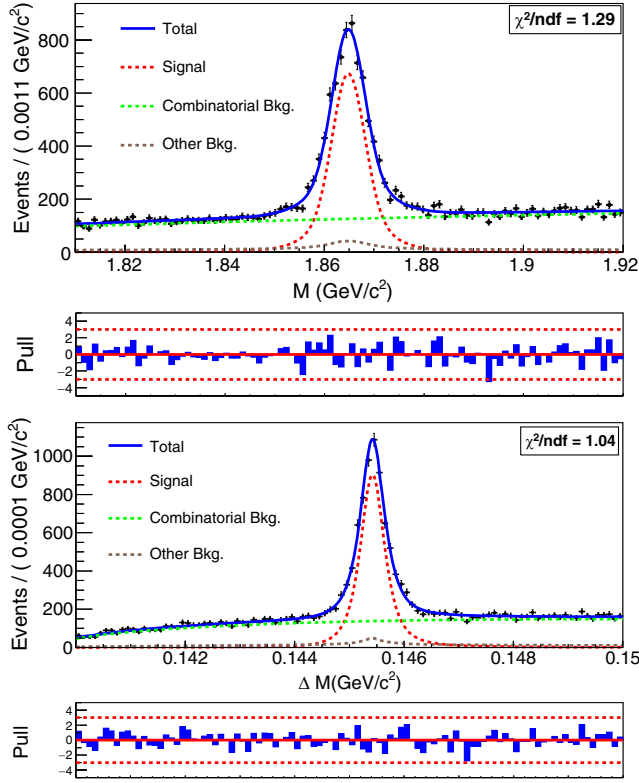 χ²/ndf = 1.29
Total
Signal
Combinatorial Bkg.
Other Bkg.
Events / ( 0.0011 GeV/c²)
800
600
400
200
0
1.82 1.84 1.86 1.88 1.9 1.92
M (GeV/c²)
Pull
4
2
0
−2
−4
χ²/ndf = 1.04
Total
Signal
Combinatorial Bkg.
Other Bkg.
Events / ( 0.0001 GeV/c²)
1000
800
600
400
200
0
0.142 0.144 0.146 0.148 0.15
Δ M(GeV/c²)
Pull
4
2
0
−2
−4